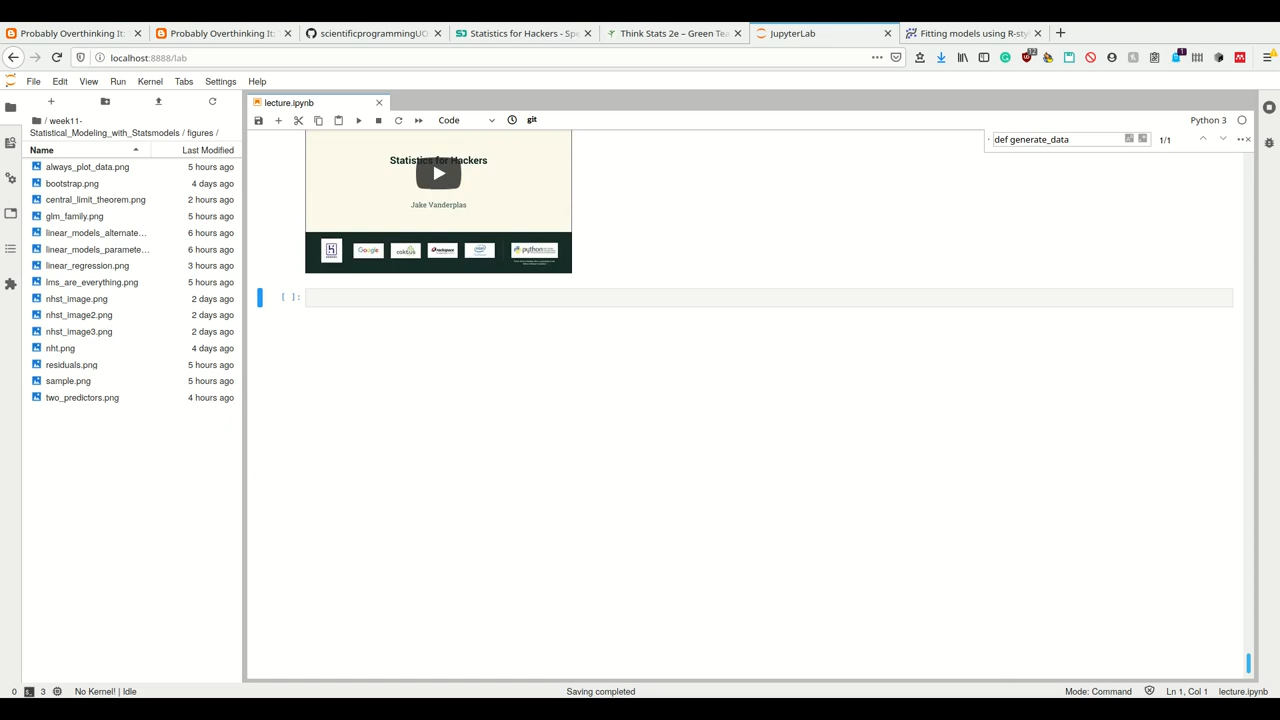 Probably Overthinking It:
Probably Overthinking It:
scientificprogrammingUO
Statistics for Hackers - Spe
Think Stats 2e – Green Tea
JupyterLab
Fitting models using R-sty
localhost:8888/lab
File Edit View Run Kernel Tabs Settings Help
lecture.ipynb
Code
git
Python 3
/ week11-
Statistical_Modeling_with_Statsmodels / figures /
def generate_data
1/1
Name Last Modified
always_plot_data.png 5 hours ago
bootstrap.png 4 days ago
central_limit_theorem.png 2 hours ago
glm_family.png 5 hours ago
linear_models_alternate... 6 hours ago
linear_models_paramete... 6 hours ago
linear_regression.png 3 hours ago
lms_are_everything.png 5 hours ago
nhst_image.png 2 days ago
nhst_image2.png 2 days ago
nhst_image3.png 2 days ago
nht.png 4 days ago
residuals.png 5 hours ago
sample.png 5 hours ago
two_predictors.png 4 hours ago
Statistics for Hackers
Jake Vanderplas
Google
rackspace
intel
python
[ ]:
0 3 No Kernel! | Idle
Saving completed
Mode: Command
Ln 1, Col 1
lecture.ipynb